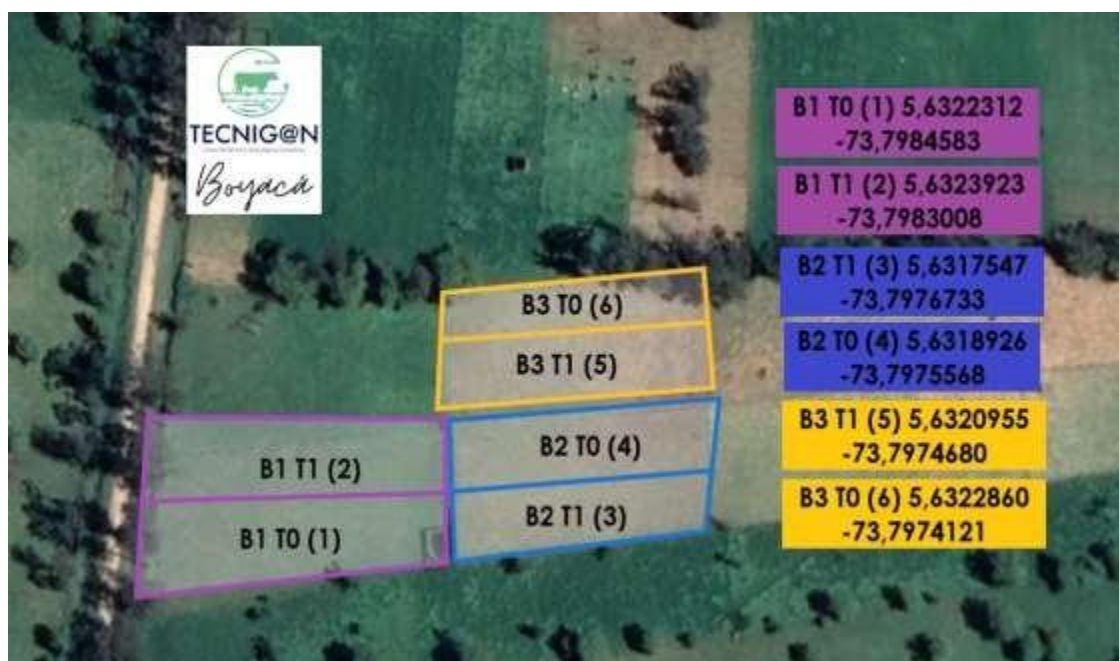 TECNIG@N
Boyacá
B1 T0 (1) 5,6322312
-73,7984583
B1 T1 (2) 5,6323923
-73,7983008
B2 T1 (3) 5,6317547
-73,7976733
B2 T0 (4) 5,6318926
-73,7975568
B3 T1 (5) 5,6320955
-73,7974680
B3 T0 (6) 5,6322860
-73,7974121
B3 T0 (6)
B3 T1 (5)
B2 T0 (4)
B2 T1 (3)
B1 T1 (2)
B1 T0 (1)